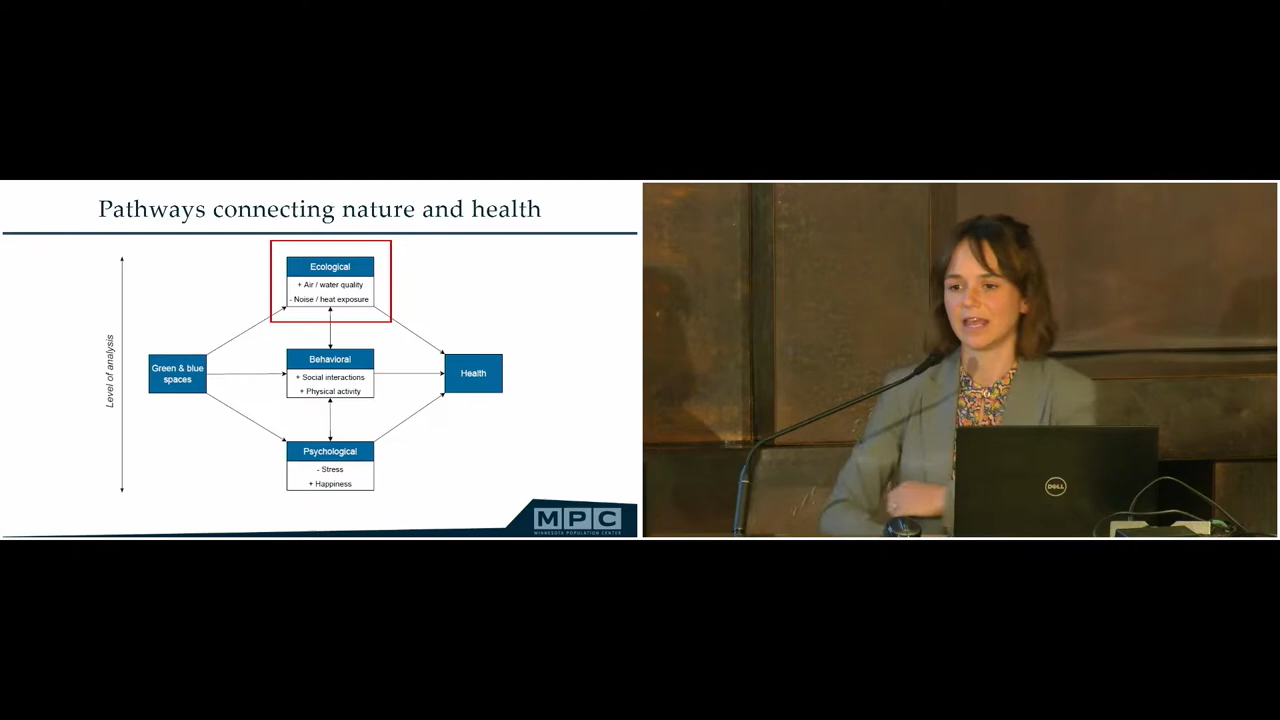 Pathways connecting nature and health
Level of analysis
Ecological
+ Air / water quality
- Noise / heat exposure
Green & blue
spaces
Behavioral
+ Social interactions
+ Physical activity
Health
Psychological
- Stress
+ Happiness
MPC
MINNESOTA POPULATION CENTER
DELL